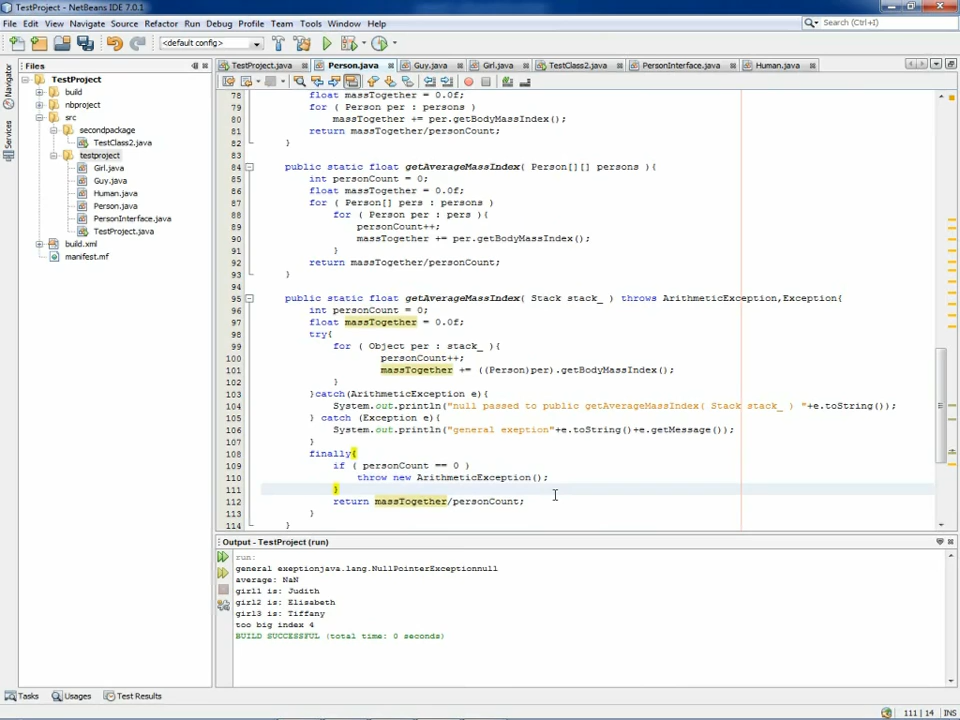 TestProject - NetBeans IDE 7.0.1
File Edit View Navigate Source Refactor Run Debug Profile Team Tools Window Help
Search (Ctrl+I)
<default config>
Files
TestProject.java Person.java Guy.java Girl.java TestClass2.java PersonInterface.java Human.java
Navigator
Services
TestProject
build
nbproject
src
secondpackage
TestClass2.java
testproject
Girl.java
Guy.java
Human.java
Person.java
PersonInterface.java
TestProject.java
build.xml
manifest.mf
78 float massTogether = 0.0f;
79 for ( Person per : persons )
80 massTogether += per.getBodyMassIndex();
81 return massTogether/personCount;
82 }
83
84 public static float getAverageMassIndex( Person[][] persons ){
85 int personCount = 0;
86 float massTogether = 0.0f;
87 for ( Person[] pers : persons )
88 for ( Person per : pers ){
89 personCount++;
90 massTogether += per.getBodyMassIndex();
91 }
92 return massTogether/personCount;
93 }
94
95 public static float getAverageMassIndex( Stack stack_ ) throws ArithmeticException,Exception{
96 int personCount = 0;
97 float massTogether = 0.0f;
98 try{
99 for ( Object per : stack_ ){
100 personCount++;
101 massTogether += ((Person)per).getBodyMassIndex();
102 }
103 }catch(ArithmeticException e){
104 System.out.println("null passed to public getAverageMassIndex( Stack stack_ ) "+e.toString());
105 } catch (Exception e){
106 System.out.println("general exeption"+e.toString()+e.getMessage());
107 }
108 finally{
109 if ( personCount == 0 )
110 throw new ArithmeticException();
111 }
112 return massTogether/personCount;
113 }
114 }
Output - TestProject (run)
run:
general exeptionjava.lang.NullPointerExceptionnull
average: NaN
girl1 is: Judith
girl2 is: Elisabeth
girl3 is: Tiffany
too big index 4
BUILD SUCCESSFUL (total time: 0 seconds)
Tasks Usages Test Results
111 | 14 INS